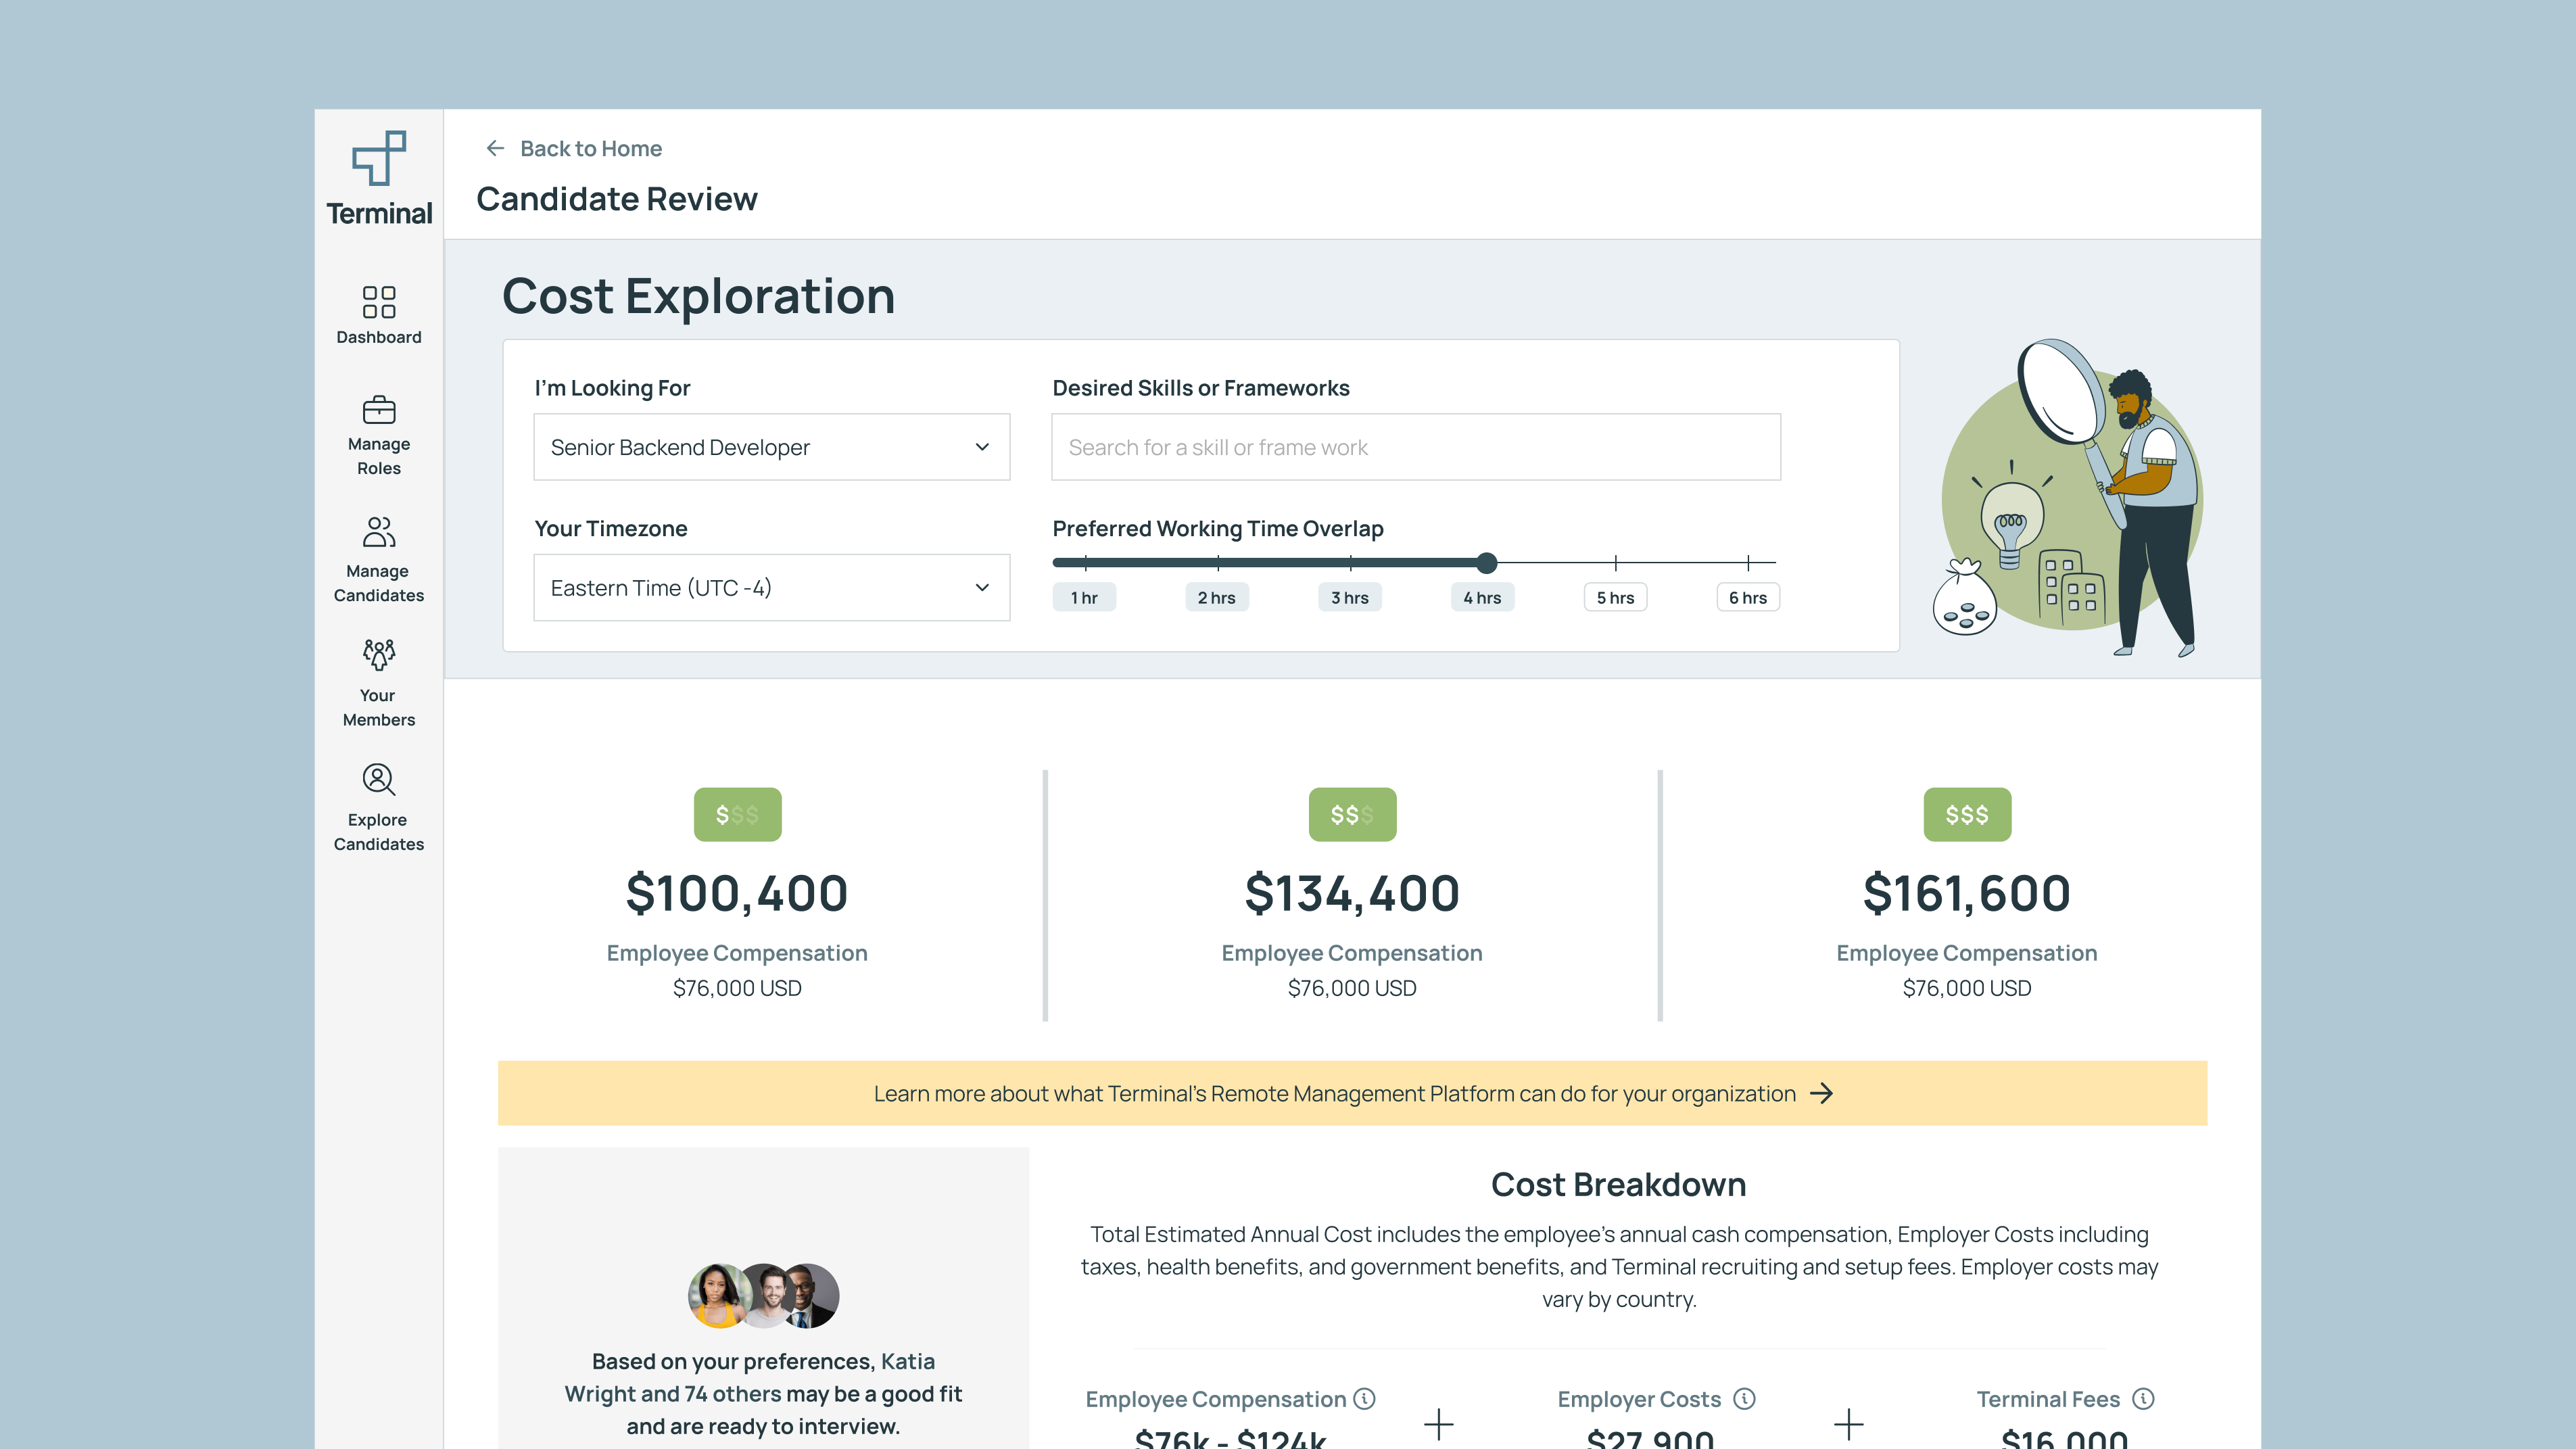 Terminal
Dashboard
Manage
Roles
Manage
Candidates
Your
Members
Explore
Candidates
Back to Home
Candidate Review
Cost Exploration
I'm Looking For
Senior Backend Developer
Desired Skills or Frameworks
Search for a skill or frame work
Your Timezone
Eastern Time (UTC -4)
Preferred Working Time Overlap
1 hr
2 hrs
3 hrs
4 hrs
5 hrs
6 hrs
$$$
$100,400
Employee Compensation
$76,000 USD
$$$
$134,400
Employee Compensation
$76,000 USD
$$$
$161,600
Employee Compensation
$76,000 USD
Learn more about what Terminal's Remote Management Platform can do for your organization
Based on your preferences, Katia
Wright and 74 others may be a good fit
and are ready to interview.
Cost Breakdown
Total Estimated Annual Cost includes the employee's annual cash compensation, Employer Costs including
taxes, health benefits, and government benefits, and Terminal recruiting and setup fees. Employer costs may
vary by country.
Employee Compensation
$76k - $124k
+
Employer Costs
$27,900
+
Terminal Fees
$16,000